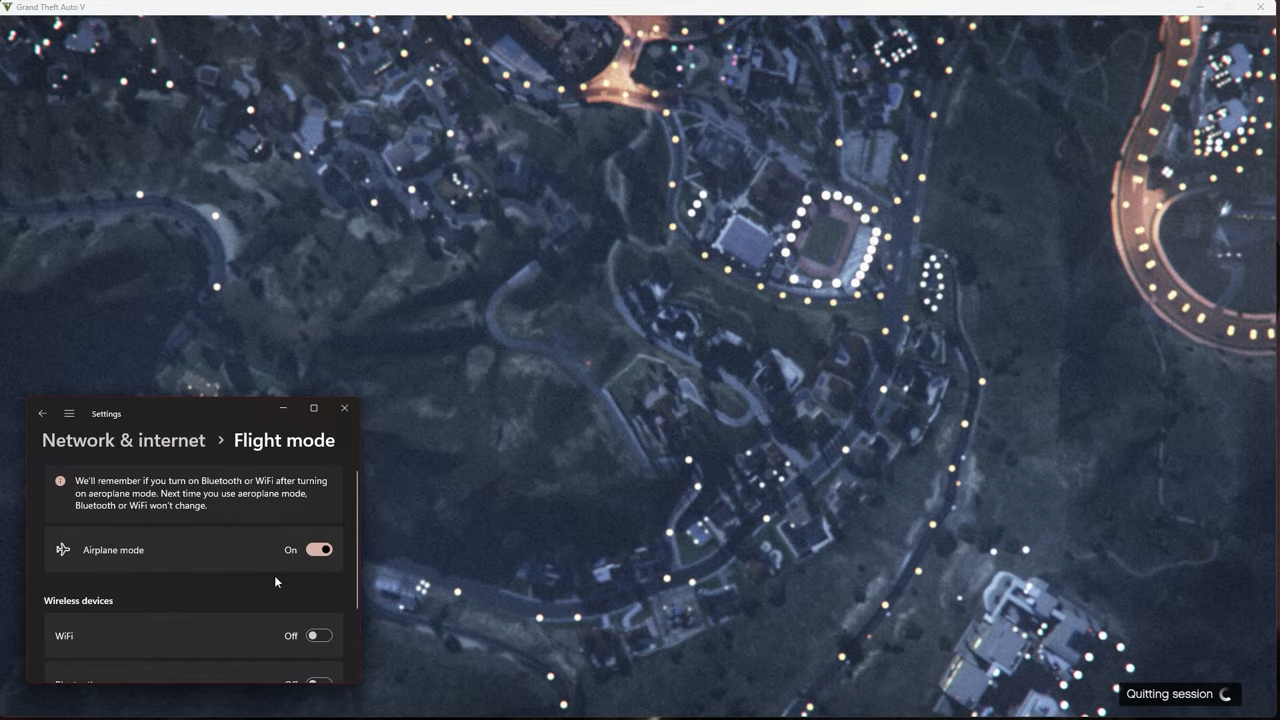 Grand Theft Auto V
Settings
Network & internet > Flight mode
We'll remember if you turn on Bluetooth or WiFi after turning
on aeroplane mode. Next time you use aeroplane mode,
Bluetooth or WiFi won't change.
Airplane mode On
Wireless devices
WiFi Off
Quitting session